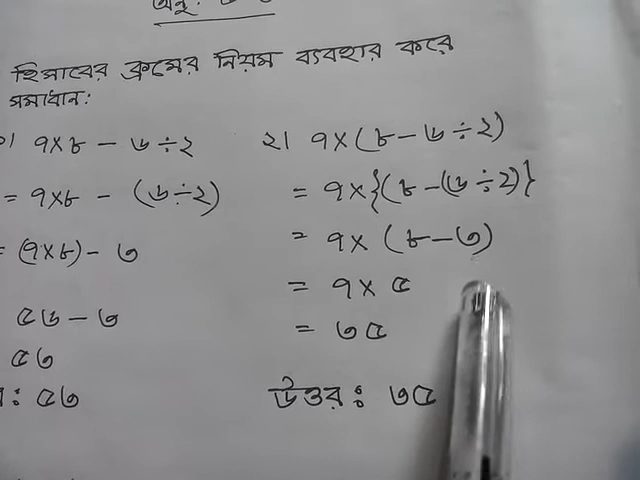 হিসাবের ক্রমের নিয়ম ব্যবহার করে
সমাধান:
১। ৭×৮ − ৬÷২
= ৭×৮ − (৬÷২)
= (৭×৮) − ৩
৫৬ − ৩
৫৩
: ৫৩
২। ৭×(৮−৬÷২)
= ৭×{(৮−(৬÷২)}
= ৭×(৮−৩)
= ৭×৫
= ৩৫
উত্তর: ৩৫